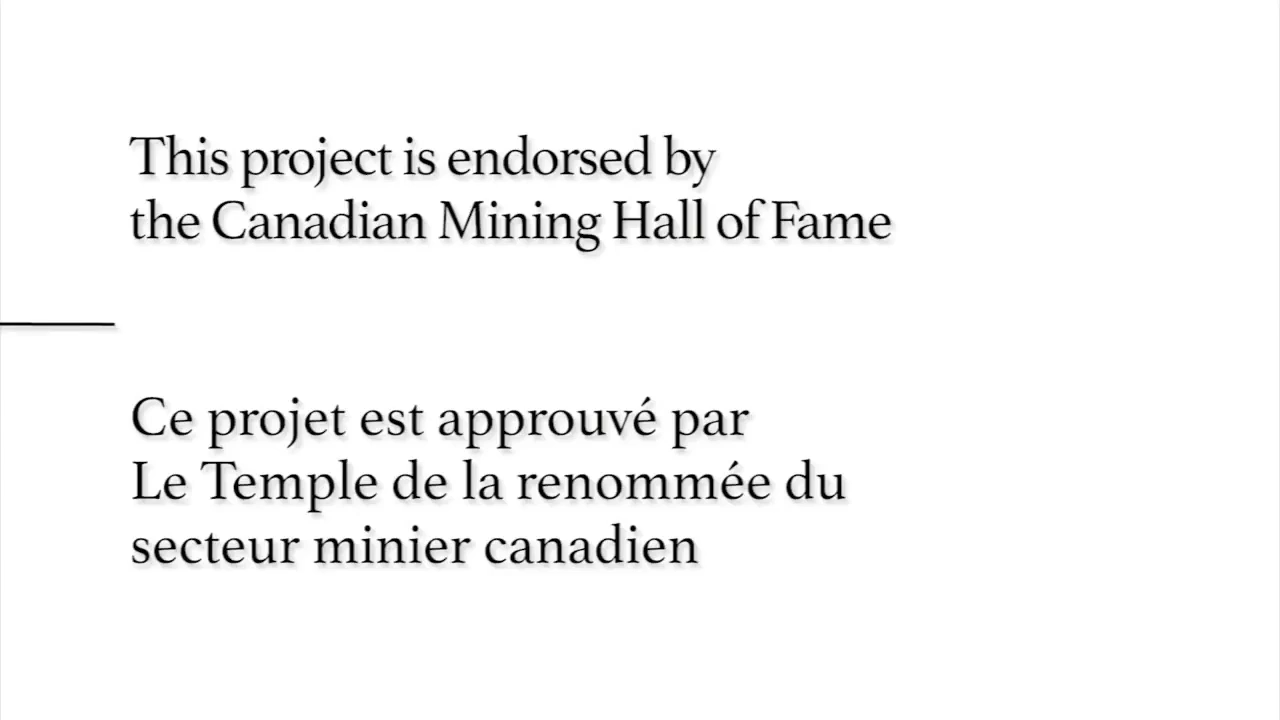 This project is endorsed by
the Canadian Mining Hall of Fame
Ce projet est approuvé par
Le Temple de la renommée du
secteur minier canadien